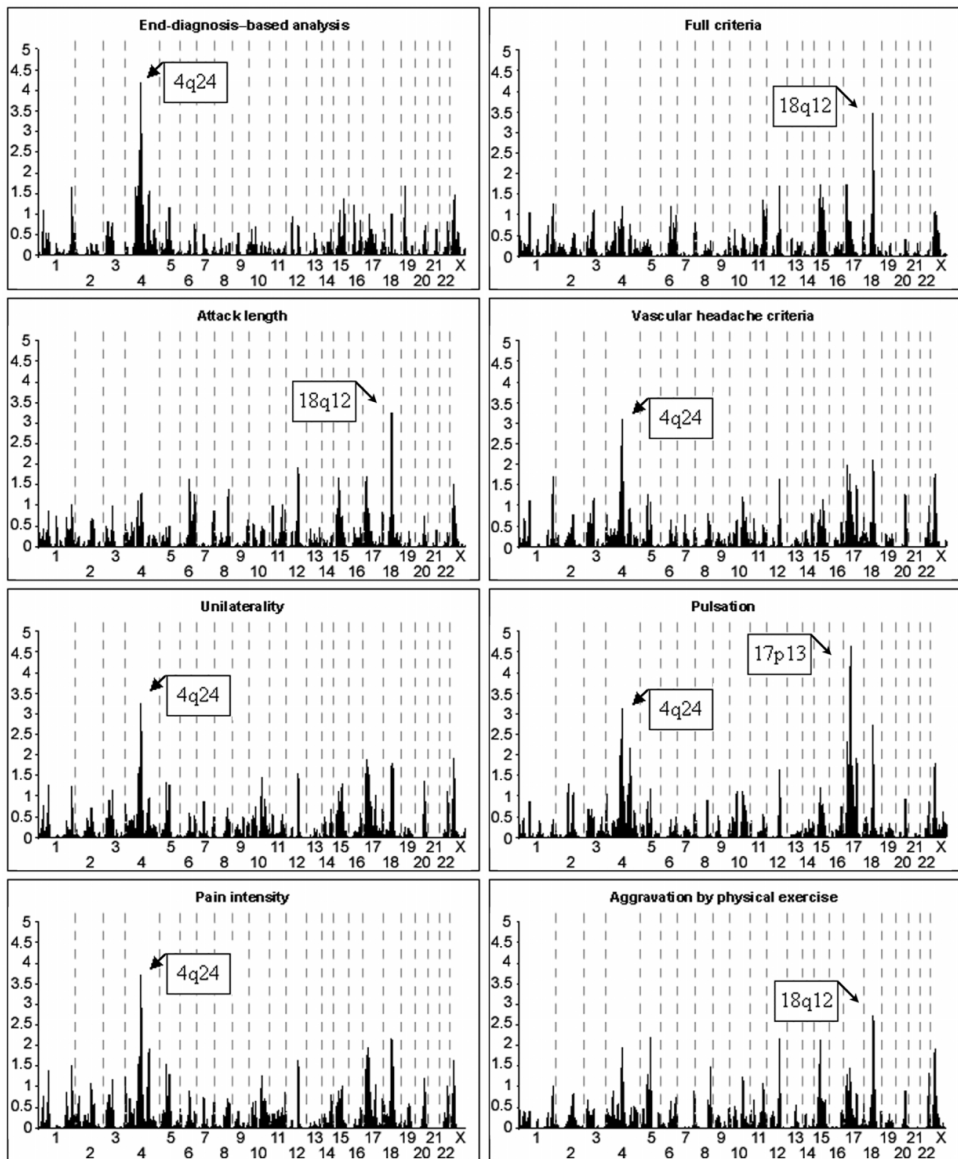 End-diagnosis–based analysis
5
4.5
4
3.5
3
2.5
2
1.5
1
0.5
0
4q24
1 3 5 7 9 11 13 15 17 19 21 X
2 4 6 8 10 12 14 16 18 20 22
Full criteria
5
4.5
4
3.5
3
2.5
2
1.5
1
0.5
0
18q12
1 3 5 7 9 11 13 15 17 19 21 X
2 4 6 8 10 12 14 16 18 20 22
Attack length
5
4.5
4
3.5
3
2.5
2
1.5
1
0.5
0
18q12
1 3 5 7 9 11 13 15 17 19 21 X
2 4 6 8 10 12 14 16 18 20 22
Vascular headache criteria
5
4.5
4
3.5
3
2.5
2
1.5
1
0.5
0
4q24
1 3 5 7 9 11 13 15 17 19 21 X
2 4 6 8 10 12 14 16 18 20 22
Unilaterality
5
4.5
4
3.5
3
2.5
2
1.5
1
0.5
0
4q24
1 3 5 7 9 11 13 15 17 19 21 X
2 4 6 8 10 12 14 16 18 20 22
Pulsation
5
4.5
4
3.5
3
2.5
2
1.5
1
0.5
0
17p13
4q24
1 3 5 7 9 11 13 15 17 19 21 X
2 4 6 8 10 12 14 16 18 20 22
Pain intensity
5
4.5
4
3.5
3
2.5
2
1.5
1
0.5
0
4q24
1 3 5 7 9 11 13 15 17 19 21 X
2 4 6 8 10 12 14 16 18 20 22
Aggravation by physical exercise
5
4.5
4
3.5
3
2.5
2
1.5
1
0.5
0
18q12
1 3 5 7 9 11 13 15 17 19 21 X
2 4 6 8 10 12 14 16 18 20 22